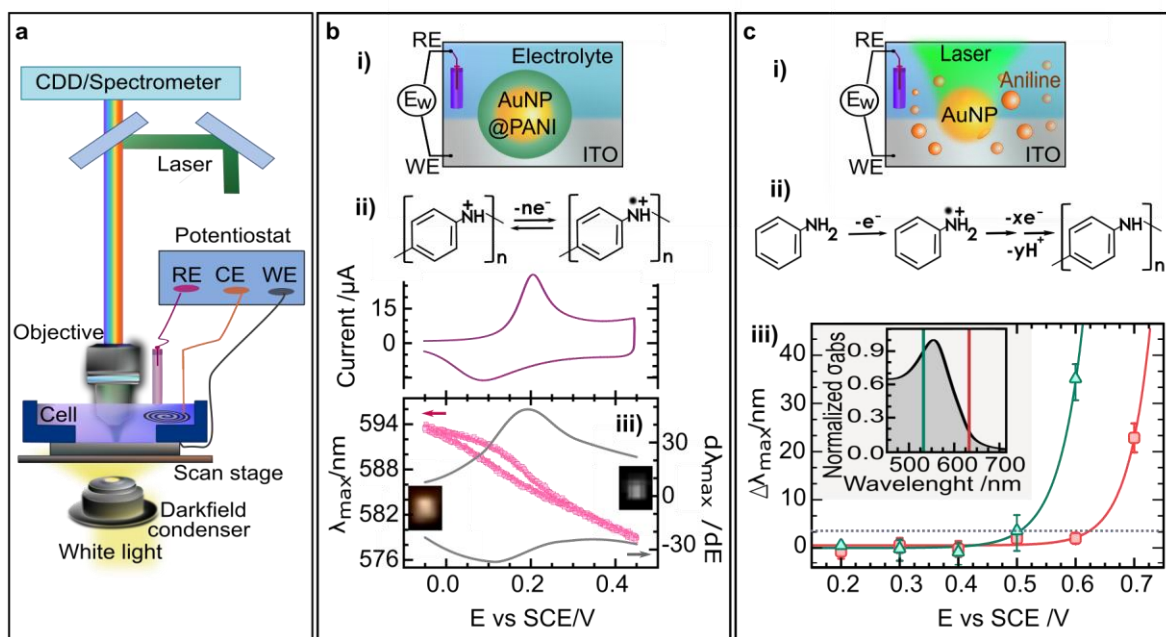 a
CDD/Spectrometer
Laser
Potentiostat
RE CE WE
Objective
Cell
Scan stage
Darkfield
condenser
White light
b
i)
RE
Electrolyte
Ew
AuNP
@PANI
WE
ITO
ii)
+
NH
n
-ne⁻
•+
NH
n
Current /µA
15
0
iii)
594
588
582
576
λmax/nm
30
0
-30
dλmax / dE
0.0 0.2 0.4
E vs SCE/V
c
i)
RE
Laser
Aniline
Ew
AuNP
WE
ITO
ii)
NH2
-e⁻
•+
NH2
-xe⁻
-yH⁺
NH
n
iii)
Δλmax/nm
40
30
20
10
0
Normalized σabs
0.9
0.6
0.3
0.0
500 600 700
Wavelenght /nm
0.2 0.3 0.4 0.5 0.6 0.7
E vs SCE /V